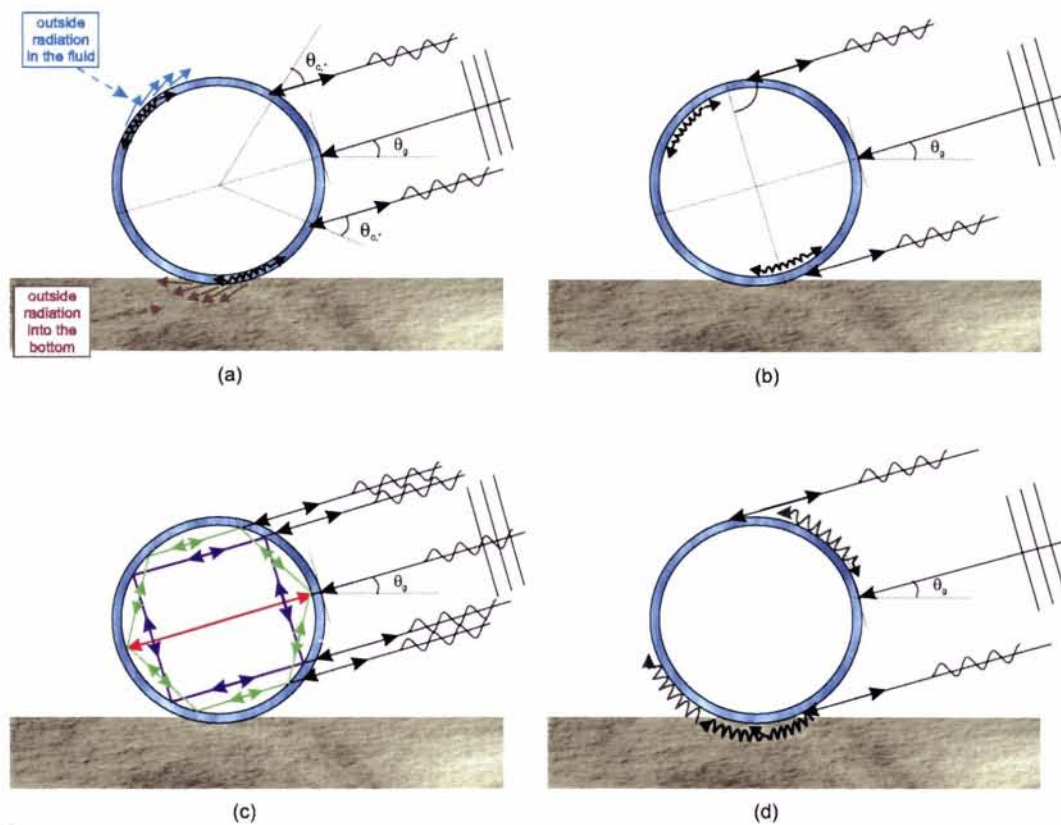 outside
radiation
in the fluid
θc,*
θg
θc,*
outside
radiation
into the
bottom
(a)
θg
(b)
θg
(c)
θg
(d)